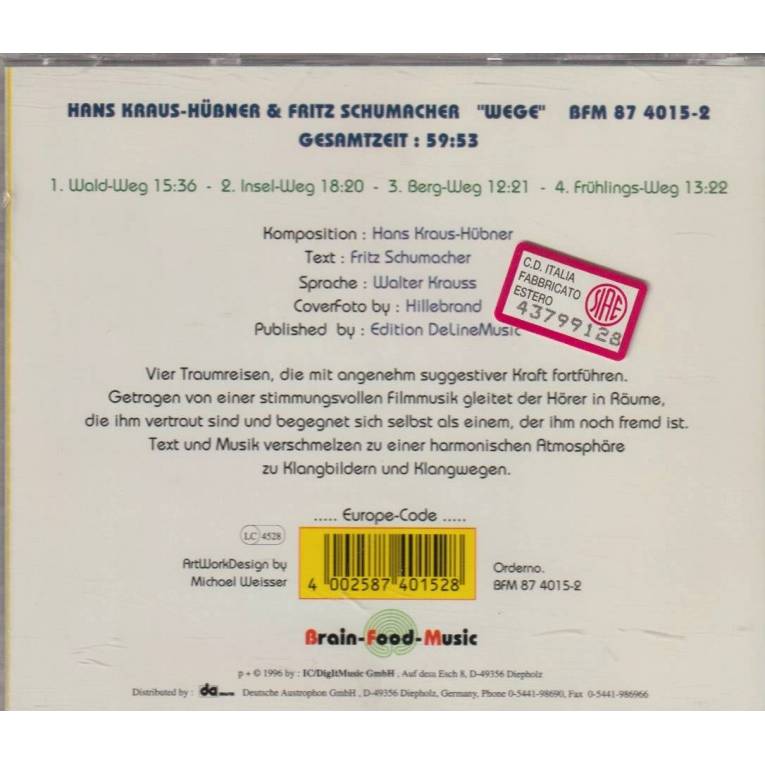 HANS KRAUS-HÜBNER & FRITZ SCHUMACHER "WEGE" BFM 87 4015-2
GESAMTZEIT : 59:53
1. Wald-Weg 15:36 - 2. Insel-Weg 18:20 - 3. Berg-Weg 12:21 - 4. Frühlings-Weg 13:22
Komposition : Hans Kraus-Hübner
Text : Fritz Schumacher
Sprache : Walter Krauss
CoverFoto by : Hillebrand
Published by : Edition DeLineMusic
C.D. ITALIA
FABBRICATO
ESTERO
SIAE
43799128
Vier Traumreisen, die mit angenehm suggestiver Kraft fortführen.
Getragen von einer stimmungsvollen Filmmusik gleitet der Hörer in Räume,
die ihm vertraut sind und begegnet sich selbst als einem, der ihm noch fremd ist.
Text und Musik verschmelzen zu einer harmonischen Atmosphäre
zu Klangbildern und Klangwegen.
..... Europe-Code .....
LC 4528
ArtWorkDesign by
Michael Weisser
4 002587 401528
Orderno.
BFM 87 4015-2
Brain-Food-Music
p + © 1996 by : IC/DigItMusic GmbH . Auf dem Esch 8, D-49356 Diepholz
Distributed by : da Deutsche Austrophon GmbH , D-49356 Diepholz, Germany, Phone 0-5441-98690, Fax 0-5441-986966